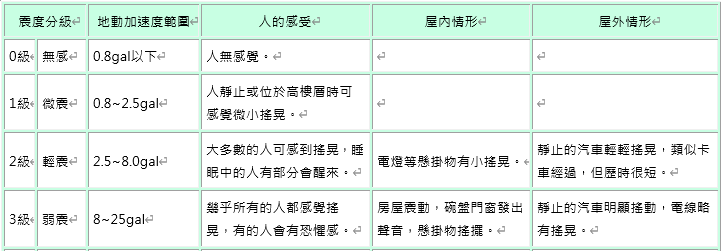 震度分級 地動加速度範圍 人的感受 屋內情形 屋外情形
0級 無感 0.8gal以下 人無感覺。
1級 微震 0.8~2.5gal 人靜止或位於高樓層時可
感覺微小搖晃。
2級 輕震 2.5~8.0gal 大多數的人可感到搖晃，睡
眠中的人有部分會醒來。
電燈等懸掛物有小搖晃。
靜止的汽車輕輕搖晃，類似卡
車經過，但歷時很短。
3級 弱震 8~25gal 幾乎所有的人都感覺搖
晃，有的人會有恐懼感。
房屋震動，碗盤門窗發出
聲音，懸掛物搖擺。
靜止的汽車明顯搖動，電線略
有搖晃。